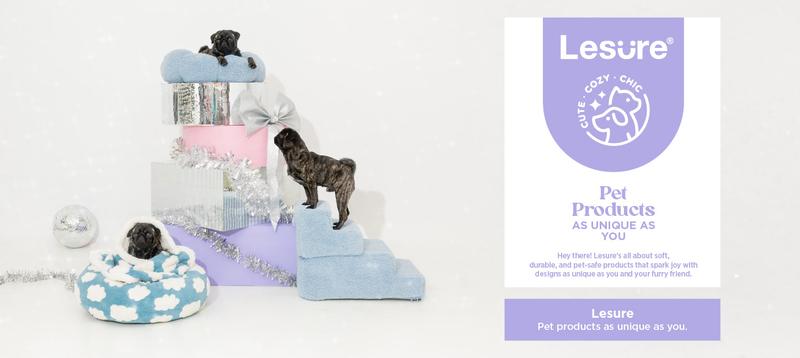 Lesure®
CUTE · COZY · CHIC
Pet
Products
AS UNIQUE AS
YOU
Hey there! Lesure's all about soft,
durable, and pet-safe products that spark joy with
designs as unique as you and your furry friend.
Lesure
Pet products as unique as you.